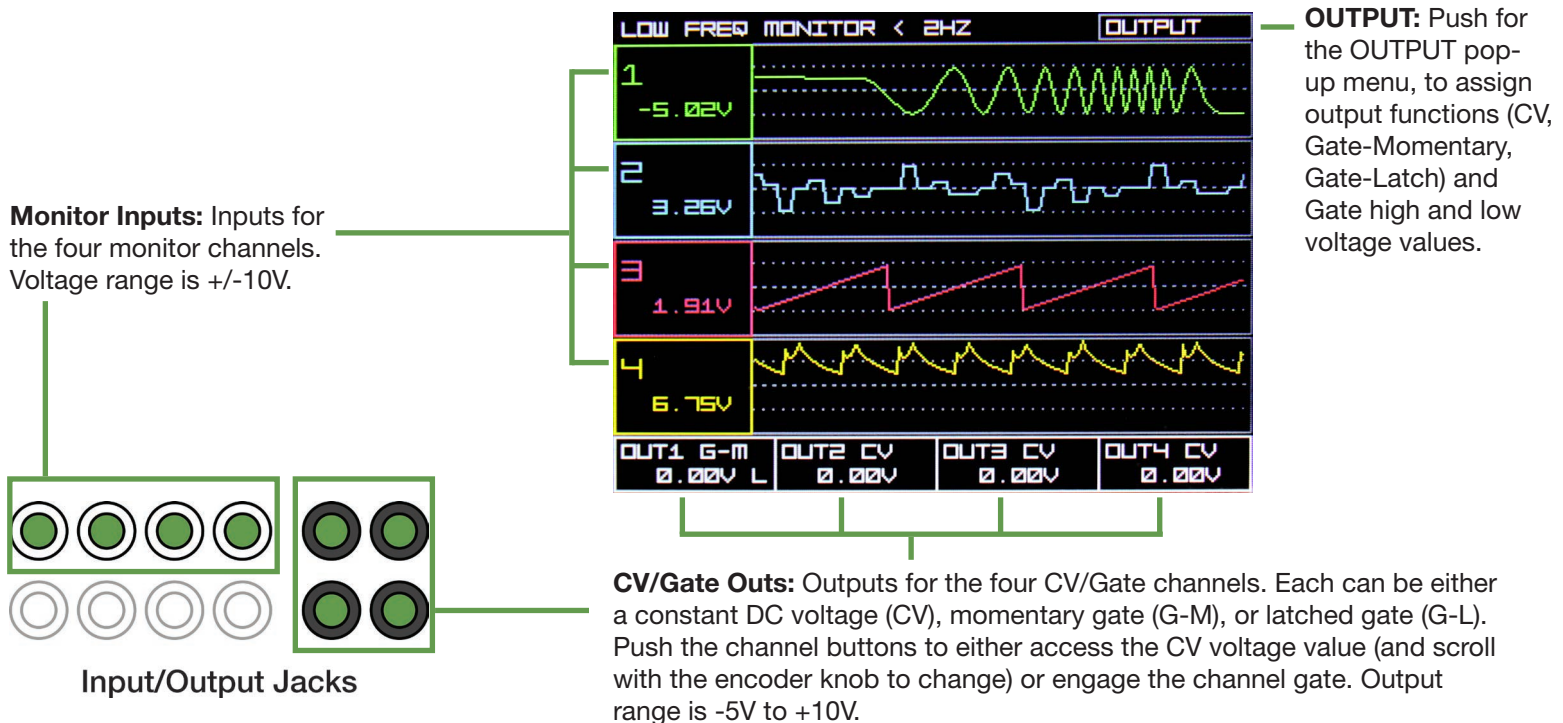 LOW FREQ MONITOR < 2HZ
OUTPUT
1
-5.02V
2
3.26V
3
1.91V
4
6.75V
OUT1 G-M
0.00V L
OUT2 CV
0.00V
OUT3 CV
0.00V
OUT4 CV
0.00V
OUTPUT: Push for
the OUTPUT pop-
up menu, to assign
output functions (CV,
Gate-Momentary,
Gate-Latch) and
Gate high and low
voltage values.
Monitor Inputs: Inputs for
the four monitor channels.
Voltage range is +/-10V.
Input/Output Jacks
CV/Gate Outs: Outputs for the four CV/Gate channels. Each can be either
a constant DC voltage (CV), momentary gate (G-M), or latched gate (G-L).
Push the channel buttons to either access the CV voltage value (and scroll
with the encoder knob to change) or engage the channel gate. Output
range is -5V to +10V.